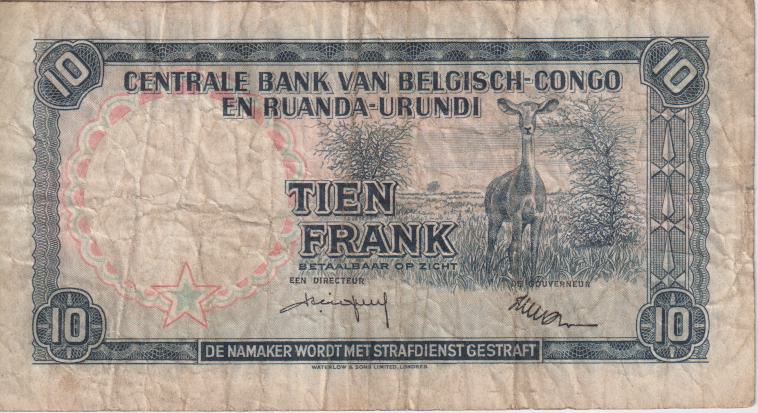 10 10
CENTRALE BANK VAN BELGISCH-CONGO
EN RUANDA-URUNDI
TIEN
FRANK
BETAALBAAR OP ZICHT
EEN DIRECTEUR DE GOUVERNEUR
10 10
DE NAMAKER WORDT MET STRAFDIENST GESTRAFT
WATERLOW & SONS LIMITED, LONDRES